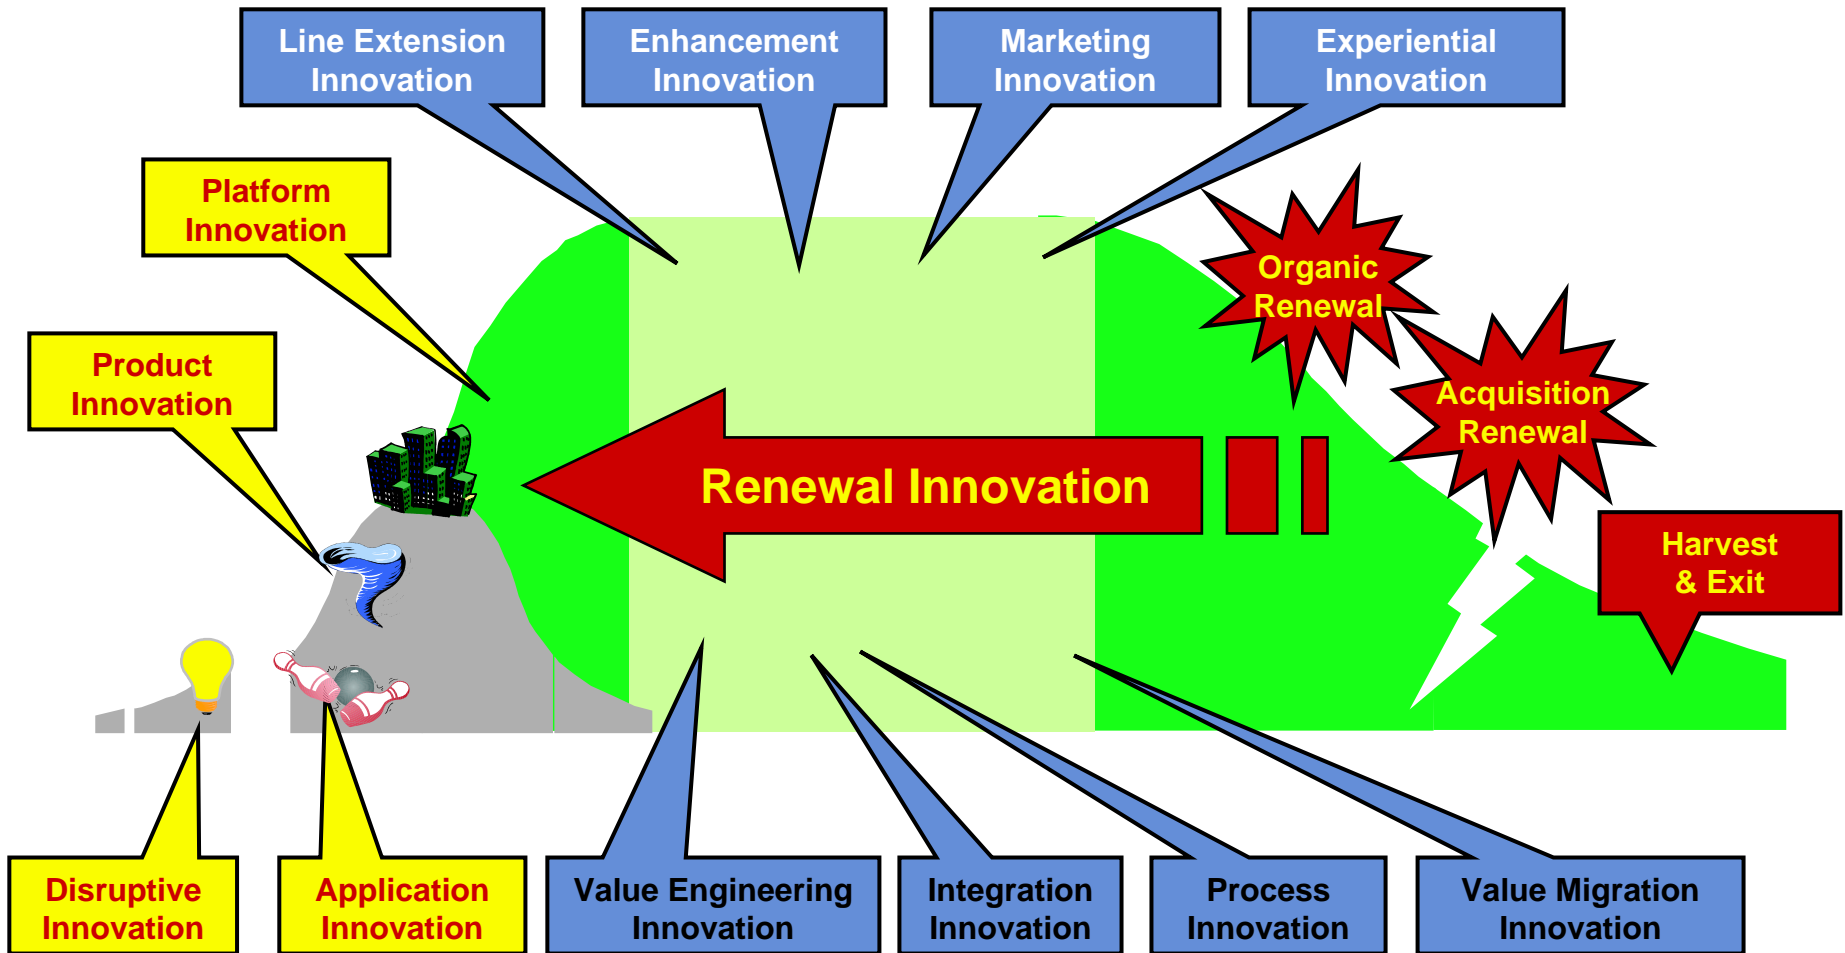 Line Extension
Innovation
Enhancement
Innovation
Marketing
Innovation
Experiential
Innovation
Platform
Innovation
Organic
Renewal
Product
Innovation
Acquisition
Renewal
Renewal Innovation
Harvest
& Exit
Disruptive
Innovation
Application
Innovation
Value Engineering
Innovation
Integration
Innovation
Process
Innovation
Value Migration
Innovation